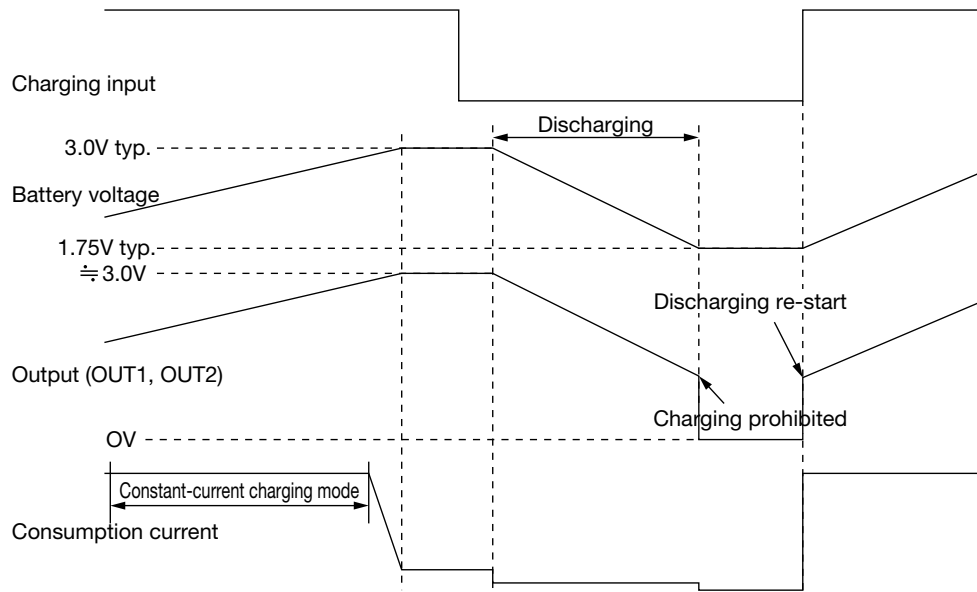 Charging input
Discharging
3.0V typ.
Battery voltage
1.75V typ.
≒3.0V
Discharging re-start
Output (OUT1, OUT2)
Charging prohibited
OV
Constant-current charging mode
Consumption current